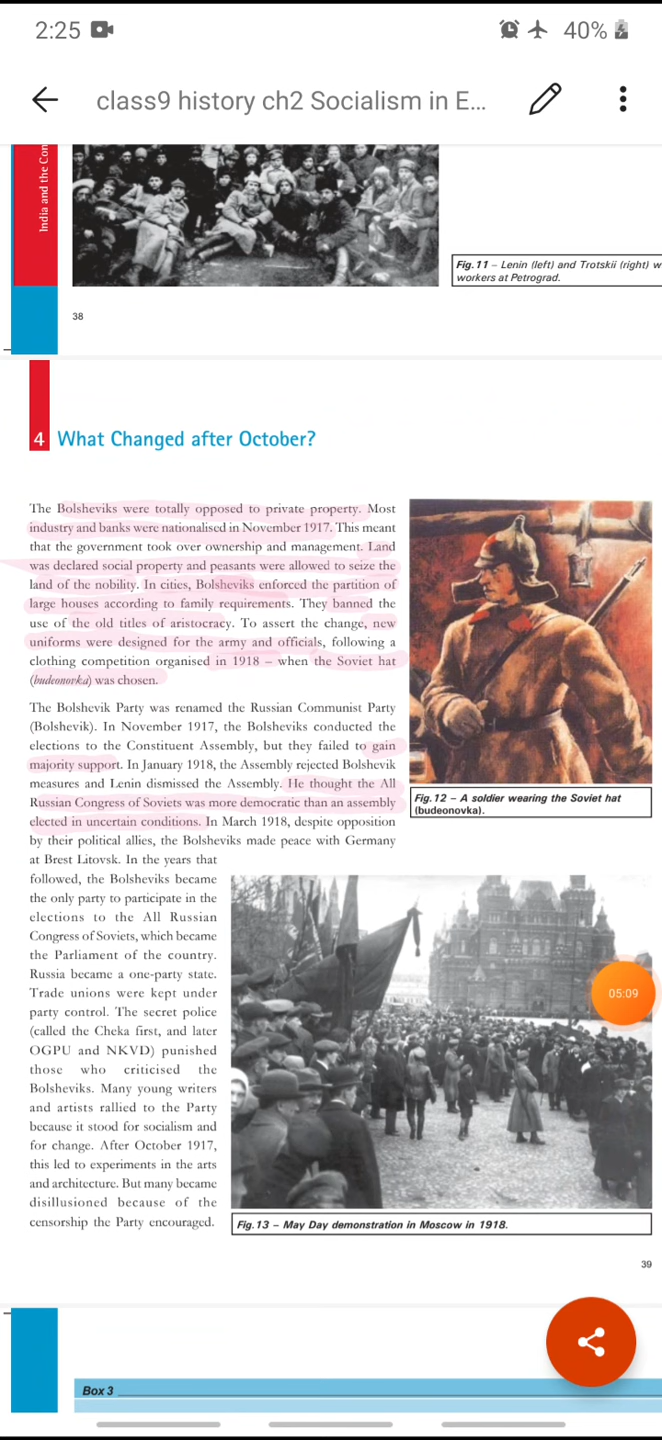 2:25
40%
class9 history ch2 Socialism in E...
India and the Con
Fig.11 – Lenin (left) and Trotskii (right) w
workers at Petrograd.
38
4 What Changed after October?
The Bolsheviks were totally opposed to private property. Most
industry and banks were nationalised in November 1917. This meant
that the government took over ownership and management. Land
was declared social property and peasants were allowed to seize the
land of the nobility. In cities, Bolsheviks enforced the partition of
large houses according to family requirements. They banned the
use of the old titles of aristocracy. To assert the change, new
uniforms were designed for the army and officials, following a
clothing competition organised in 1918 – when the Soviet hat
(budeonovka) was chosen.
The Bolshevik Party was renamed the Russian Communist Party
(Bolshevik). In November 1917, the Bolsheviks conducted the
elections to the Constituent Assembly, but they failed to gain
majority support. In January 1918, the Assembly rejected Bolshevik
measures and Lenin dismissed the Assembly. He thought the All
Russian Congress of Soviets was more democratic than an assembly
elected in uncertain conditions. In March 1918, despite opposition
by their political allies, the Bolsheviks made peace with Germany
at Brest Litovsk. In the years that
followed, the Bolsheviks became
the only party to participate in the
elections to the All Russian
Congress of Soviets, which became
the Parliament of the country.
Russia became a one-party state.
Trade unions were kept under
party control. The secret police
(called the Cheka first, and later
OGPU and NKVD) punished
those who criticised the
Bolsheviks. Many young writers
and artists rallied to the Party
because it stood for socialism and
for change. After October 1917,
this led to experiments in the arts
and architecture. But many became
disillusioned because of the
censorship the Party encouraged.
Fig.12 – A soldier wearing the Soviet hat
(budeonovka).
05:09
Fig.13 – May Day demonstration in Moscow in 1918.
39
Box 3